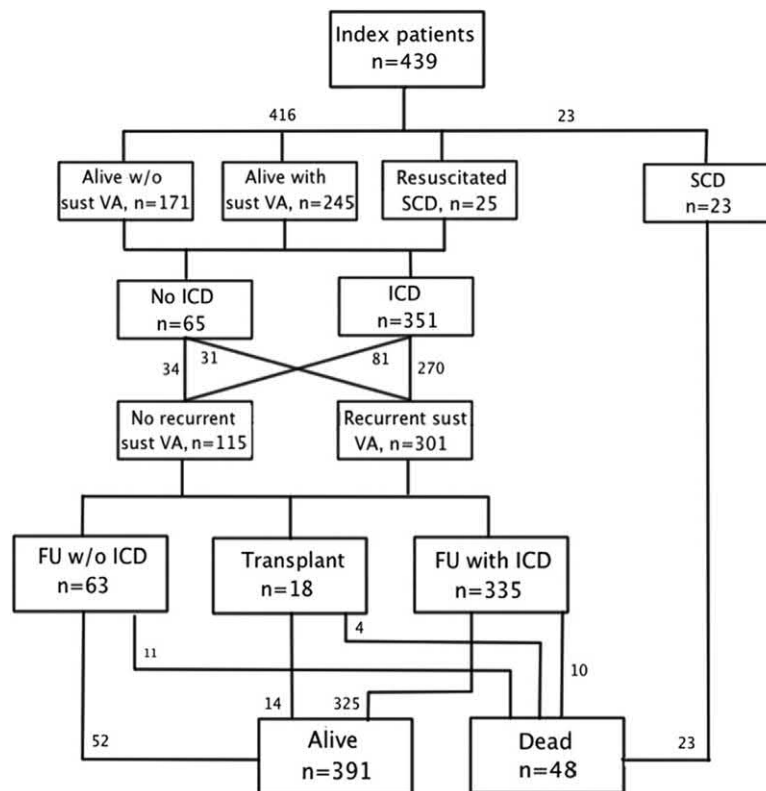 Index patients
n=439
416
23
Alive w/o
sust VA, n=171
Alive with
sust VA, n=245
Resuscitated
SCD, n=25
SCD
n=23
No ICD
n=65
ICD
n=351
34
31
81
270
No recurrent
sust VA, n=115
Recurrent sust
VA, n=301
FU w/o ICD
n=63
Transplant
n=18
FU with ICD
n=335
11
4
10
52
14
325
23
Alive
n=391
Dead
n=48